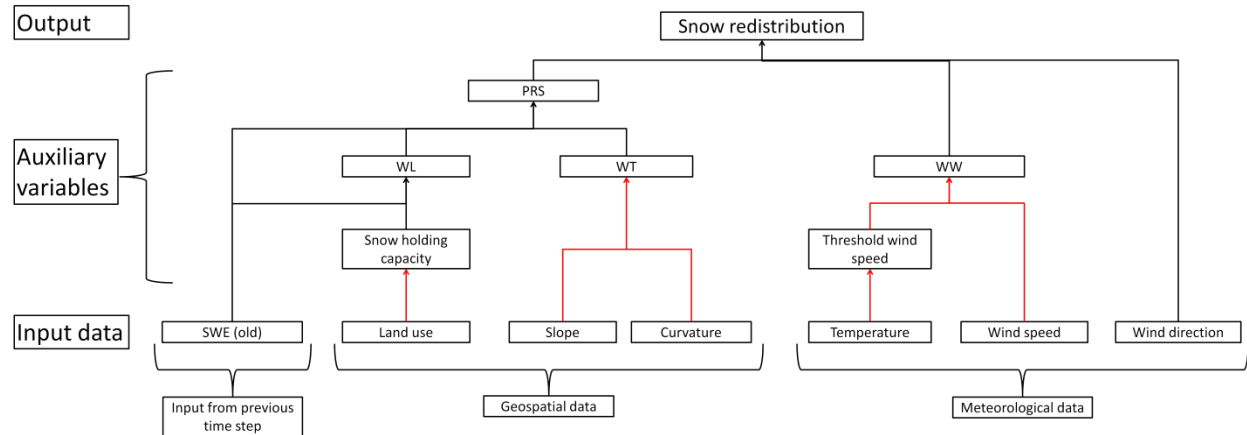 Output
Snow redistribution
PRS
Auxiliary
variables
WL
WT
WW
Snow holding
capacity
Threshold wind
speed
Input data
SWE (old)
Land use
Slope
Curvature
Temperature
Wind speed
Wind direction
Input from previous
time step
Geospatial data
Meteorological data